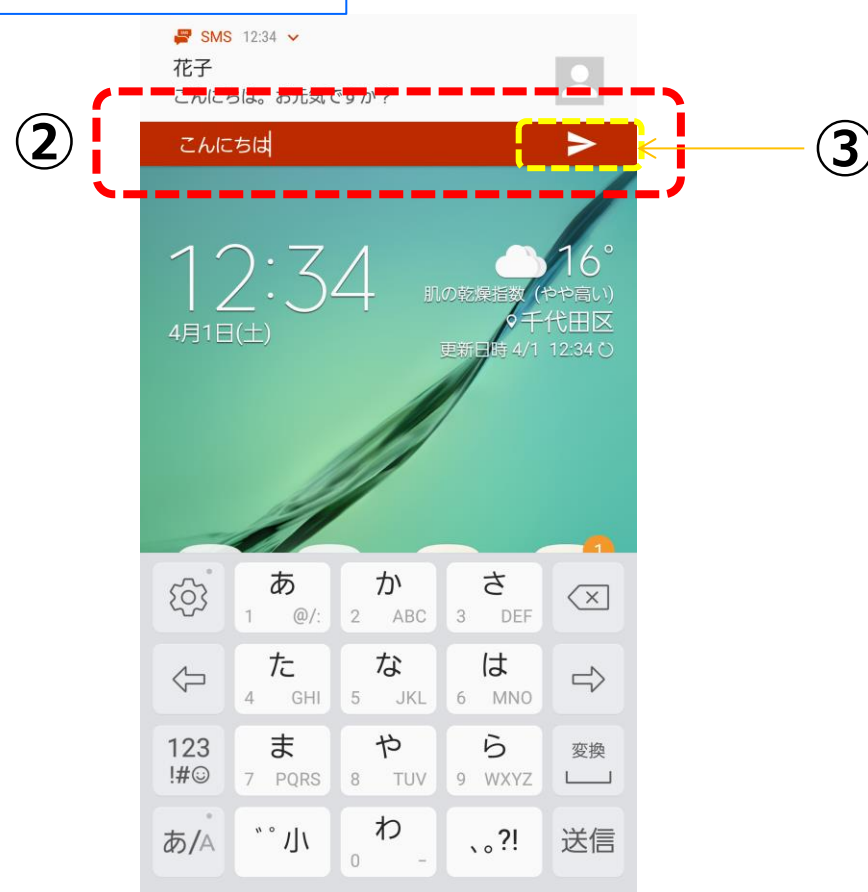 SMS 12:34
花子
こんにちは。お元気ですか？
②
こんにちは
③
12:34
16°
肌の乾燥指数 (やや高い)
千代田区
4月1日(土)
更新日時 4/1 12:34
1
あ
1 @/:
か
2 ABC
さ
3 DEF
た
4 GHI
な
5 JKL
は
6 MNO
123
!#☺
ま
7 PQRS
や
8 TUV
ら
9 WXYZ
変換
あ/A
゛゜小
わ
0 -
、。?!
送信